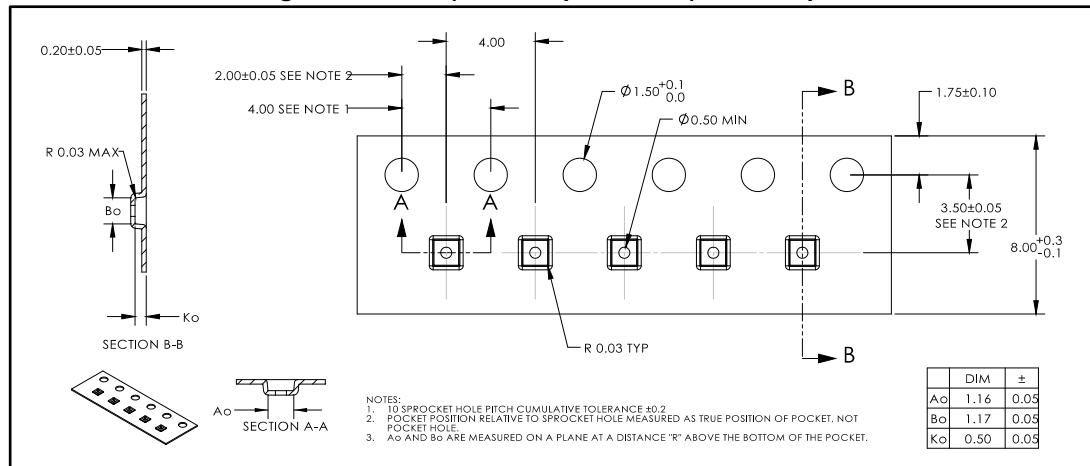 0.20±0.05
4.00
2.00±0.05 SEE NOTE 2
4.00 SEE NOTE 1
Ø1.50 +0.1 0.0
Ø0.50 MIN
B
1.75±0.10
R 0.03 MAX
Bo
A
A
3.50±0.05
SEE NOTE 2
8.00 +0.3 -0.1
Ko
SECTION B-B
R 0.03 TYP
B
Ao
SECTION A-A
NOTES:
1. 10 SPROCKET HOLE PITCH CUMULATIVE TOLERANCE ±0.2
2. POCKET POSITION RELATIVE TO SPROCKET HOLE MEASURED AS TRUE POSITION OF POCKET, NOT
POCKET HOLE.
3. Ao AND Bo ARE MEASURED ON A PLANE AT A DISTANCE "R" ABOVE THE BOTTOM OF THE POCKET.
DIM ±
Ao 1.16 0.05
Bo 1.17 0.05
Ko 0.50 0.05